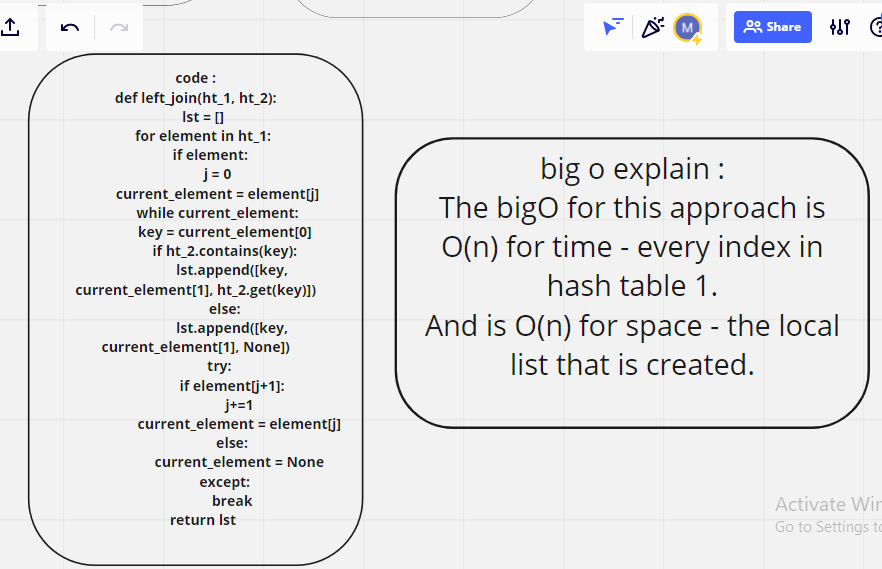 M
Share
code :
def left_join(ht_1, ht_2):
lst = []
for element in ht_1:
if element:
j = 0
current_element = element[j]
while current_element:
key = current_element[0]
if ht_2.contains(key):
lst.append([key,
current_element[1], ht_2.get(key)])
else:
lst.append([key,
current_element[1], None])
try:
if element[j+1]:
j+=1
current_element = element[j]
else:
current_element = None
except:
break
return lst
big o explain :
The bigO for this approach is
O(n) for time - every index in
hash table 1.
And is O(n) for space - the local
list that is created.
Activate Win
Go to Settings to